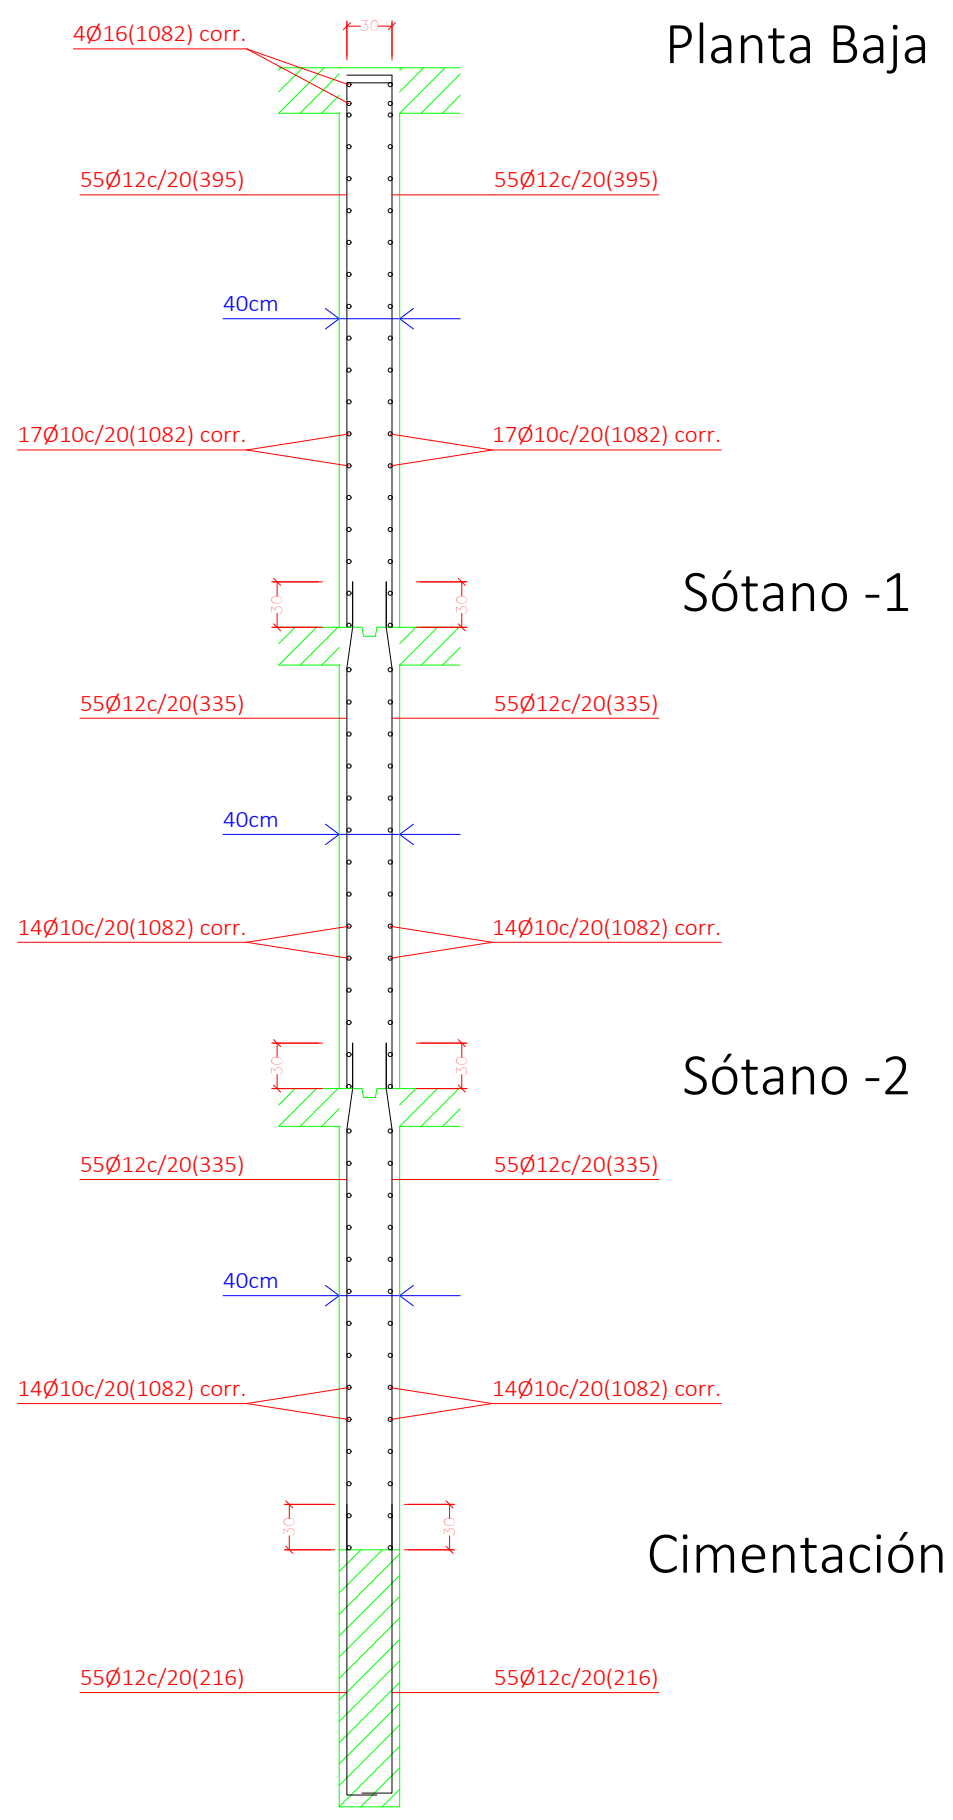 30
Planta Baja
4Ø16(1082) corr.
55Ø12c/20(395)
55Ø12c/20(395)
40cm
17Ø10c/20(1082) corr.
17Ø10c/20(1082) corr.
Sótano -1
30
30
55Ø12c/20(335)
55Ø12c/20(335)
40cm
14Ø10c/20(1082) corr.
14Ø10c/20(1082) corr.
30
30
Sótano -2
55Ø12c/20(335)
55Ø12c/20(335)
40cm
14Ø10c/20(1082) corr.
14Ø10c/20(1082) corr.
30
30
Cimentación
55Ø12c/20(216)
55Ø12c/20(216)